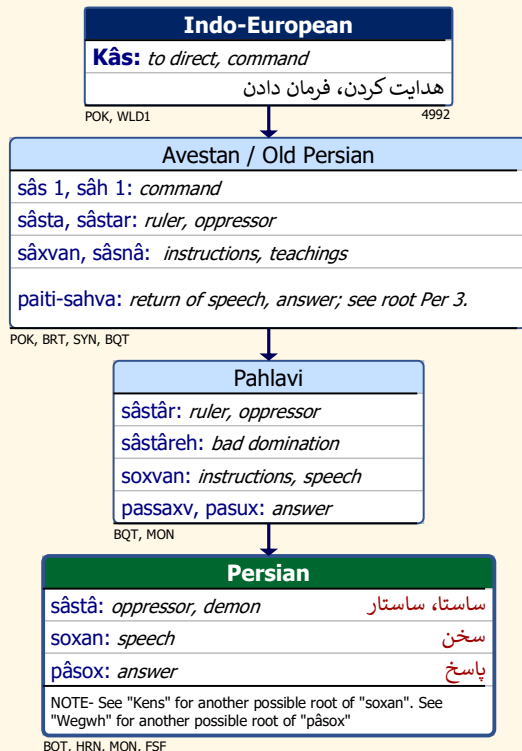 Indo-European
Kâs: to direct, command
هدایت کردن، فرمان دادن
POK, WLD1 4992
Avestan / Old Persian
sâs 1, sâh 1: command
sâsta, sâstar: ruler, oppressor
sâxvan, sâsnâ: instructions, teachings
paiti-sahva: return of speech, answer; see root Per 3.
POK, BRT, SYN, BQT
Pahlavi
sâstâr: ruler, oppressor
sâstâreh: bad domination
soxvan: instructions, speech
passaxv, pasux: answer
BQT, MON
Persian
sâstâ: oppressor, demon ساستا، ساستار
soxan: speech سخن
pâsox: answer پاسخ
NOTE- See "Kens" for another possible root of "soxan". See
"Wegwh" for another possible root of "pâsox"
BQT, HRN, MON, FSF